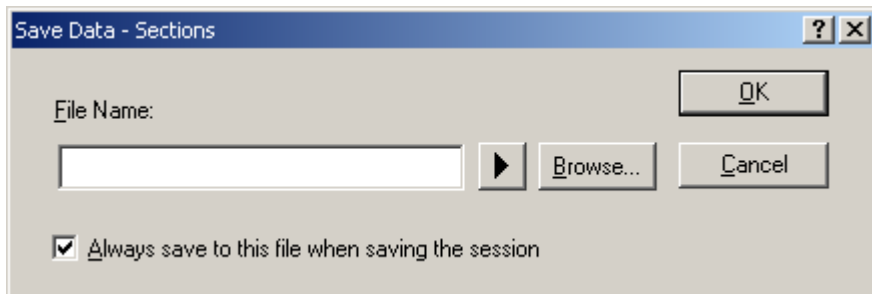 Save Data - Sections
?
OK
File Name:
Browse...
Cancel
Always save to this file when saving the session